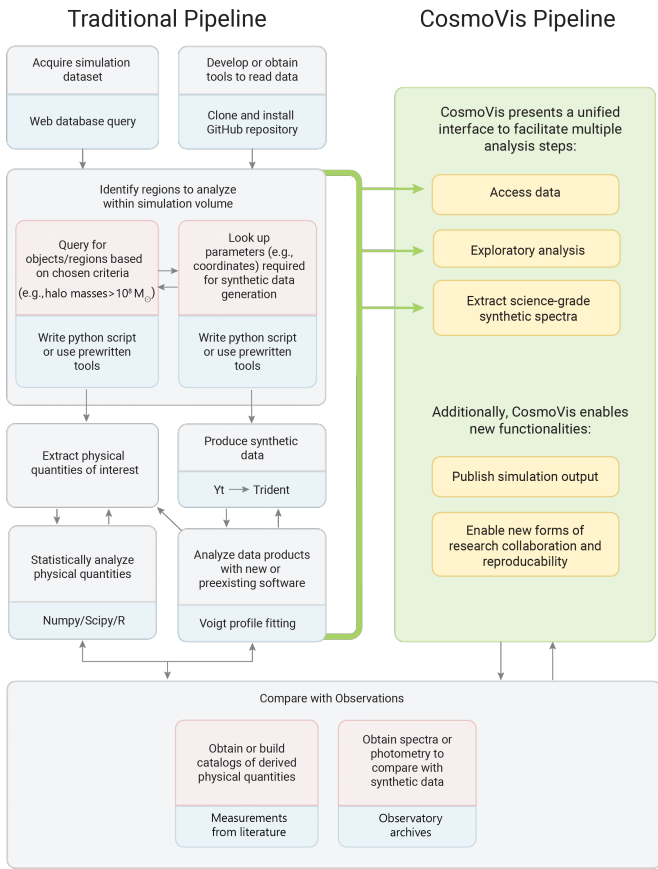 Traditional Pipeline
CosmoVis Pipeline
Acquire simulation
dataset
Web database query
Develop or obtain
tools to read data
Clone and install
GitHub repository
Identify regions to analyze
within simulation volume
Query for
objects/regions based
on chosen criteria
(e.g., halo masses>10⁸ M☉)
Write python script
or use prewritten
tools
Look up
parameters (e.g.,
coordinates) required
for synthetic data
generation
Write python script
or use prewritten
tools
Extract physical
quantities of interest
Produce synthetic
data
Yt → Trident
Statistically analyze
physical quantities
Numpy/Scipy/R
Analyze data products
with new or
preexisting software
Voigt profile fitting
CosmoVis presents a unified
interface to facilitate multiple
analysis steps:
Access data
Exploratory analysis
Extract science-grade
synthetic spectra
Additionally, CosmoVis enables
new functionalities:
Publish simulation output
Enable new forms of
research collaboration and
reproducability
Compare with Observations
Obtain or build
catalogs of derived
physical quantities
Measurements
from literature
Obtain spectra or
photometry to
compare with
synthetic data
Observatory
archives